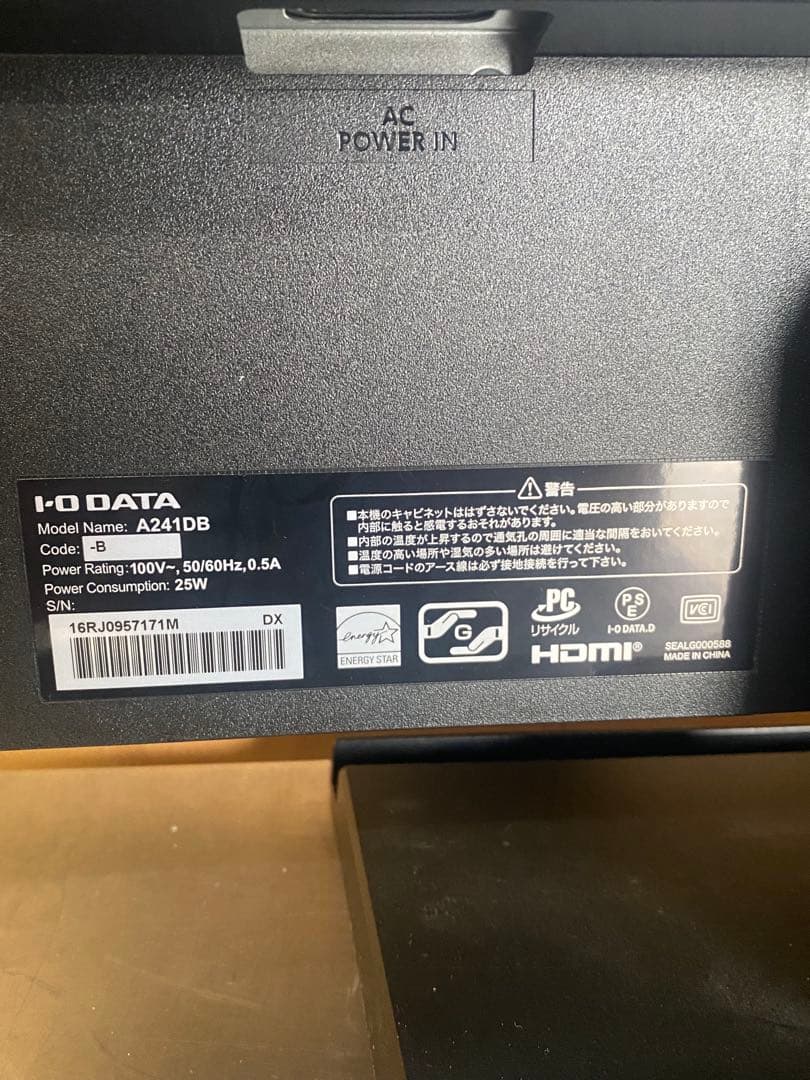 AC
POWER IN
I-O DATA
Model Name: A241DB
Code: -B
Power Rating:100V~, 50/60Hz,0.5A
Power Consumption: 25W
S/N:
16RJ0957171M DX
警告
■本機のキャビネットははずさないでください。電圧の高い部分がありますので
内部に触ると感電するおそれがあります。
■内部の温度が上昇するので通気孔の周囲に適当な間隔をおいてください。
■温度の高い場所や湿気の多い場所は避けてください。
■電源コードのアース線は必ず接地接続を行って下さい。
energy
ENERGY STAR
G
PC
リサイクル
PS
E
I-O DATA.D
VCI
HDMI®
SEALG000588
MADE IN CHINA